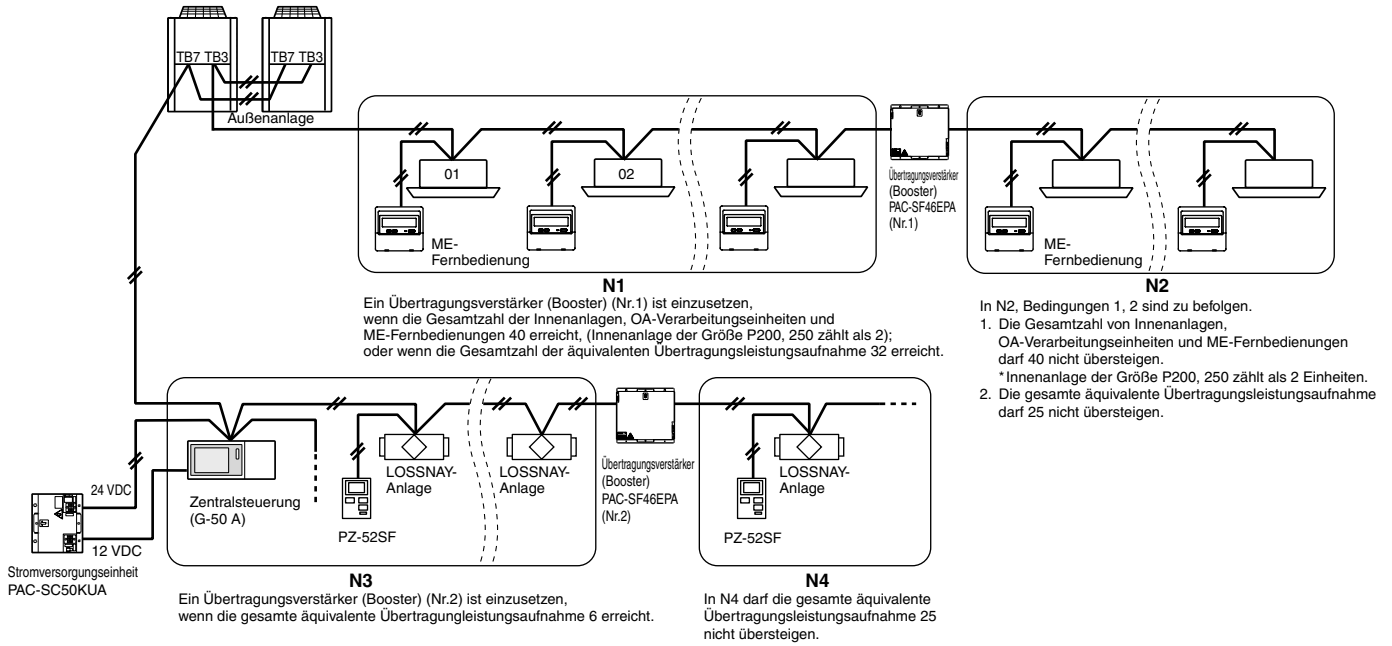 TB7 TB3
TB7 TB3
Außenanlage
01
02
ME-
Fernbedienung
Übertragungsverstärker
(Booster)
PAC-SF46EPA
(Nr.1)
ME-
Fernbedienung
N1
Ein Übertragungsverstärker (Booster) (Nr.1) ist einzusetzen,
wenn die Gesamtzahl der Innenanlagen, OA-Verarbeitungseinheiten und
ME-Fernbedienungen 40 erreicht, (Innenanlage der Größe P200, 250 zählt als 2);
oder wenn die Gesamtzahl der äquivalenten Übertragungsleistungsaufnahme 32 erreicht.
N2
In N2, Bedingungen 1, 2 sind zu befolgen.
1. Die Gesamtzahl von Innenanlagen,
OA-Verarbeitungseinheiten und ME-Fernbedienungen
darf 40 nicht übersteigen.
*Innenanlage der Größe P200, 250 zählt als 2 Einheiten.
2. Die gesamte äquivalente Übertragungsleistungsaufnahme
darf 25 nicht übersteigen.
24 VDC
12 VDC
Stromversorgungseinheit
PAC-SC50KUA
Zentralsteuerung
(G-50 A)
PZ-52SF
LOSSNAY-
Anlage
LOSSNAY-
Anlage
Übertragungsverstärker
(Booster)
PAC-SF46EPA
(Nr.2)
PZ-52SF
LOSSNAY-
Anlage
N3
Ein Übertragungsverstärker (Booster) (Nr.2) ist einzusetzen,
wenn die gesamte äquivalente Übertragungleistungsaufnahme 6 erreicht.
N4
In N4 darf die gesamte äquivalente
Übertragungsleistungsaufnahme 25
nicht übersteigen.